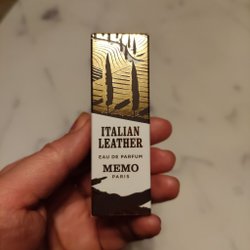 ITALIAN
LEATHER
EAU DE PARFUM
MEMO
PARIS